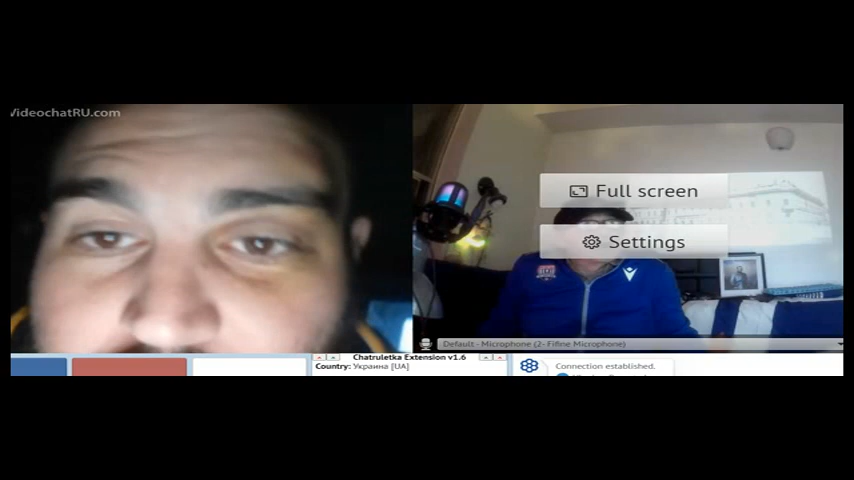 VideochatRU.com
Full screen
Settings
Default - Microphone (2- Fifine Microphone)
Chatruletka Extension v1.6
Country: Украина [UA]
Connection established.